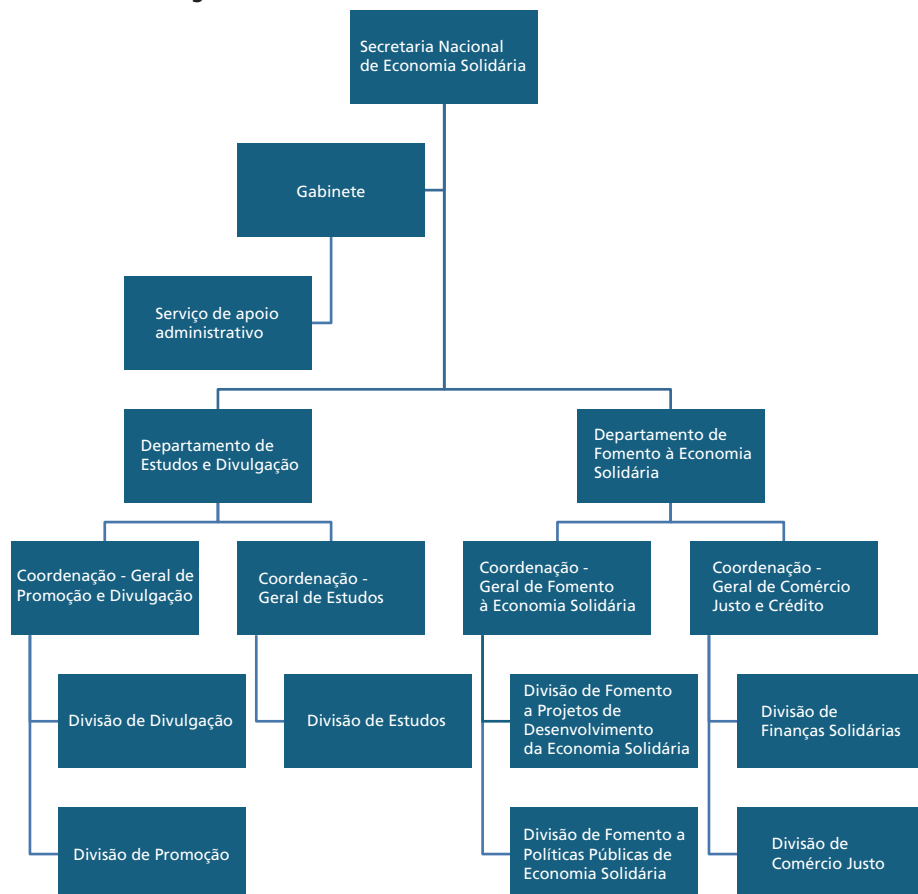 Secretaria Nacional
de Economia Solidária
Gabinete
Serviço de apoio
administrativo
Departamento de
Estudos e Divulgação
Departamento de
Fomento à Economia
Solidária
Coordenação - Geral de
Promoção e Divulgação
Coordenação -
Geral de Estudos
Coordenação -
Geral de Fomento
à Economia Solidária
Coordenação -
Geral de Comércio
Justo e Crédito
Divisão de Divulgação
Divisão de Estudos
Divisão de Fomento
a Projetos de
Desenvolvimento
da Economia Solidária
Divisão de
Finanças Solidárias
Divisão de Promoção
Divisão de Fomento a
Políticas Públicas de
Economia Solidária
Divisão de
Comércio Justo